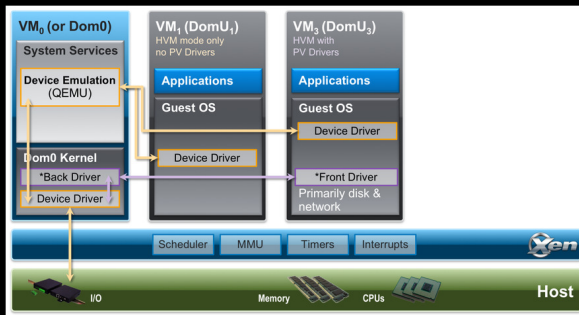 VM0 (or Dom0)
System Services
Device Emulation
(QEMU)
Dom0 Kernel
*Back Driver
Device Driver
VM1 (DomU1)
HVM mode only
no PV Drivers
Applications
Guest OS
Device Driver
VM3 (DomU3)
HVM with
PV Drivers
Applications
Guest OS
Device Driver
*Front Driver
Primarily disk &
network
Scheduler
MMU
Timers
Interrupts
Xen
I/O
Memory
CPUs
Host